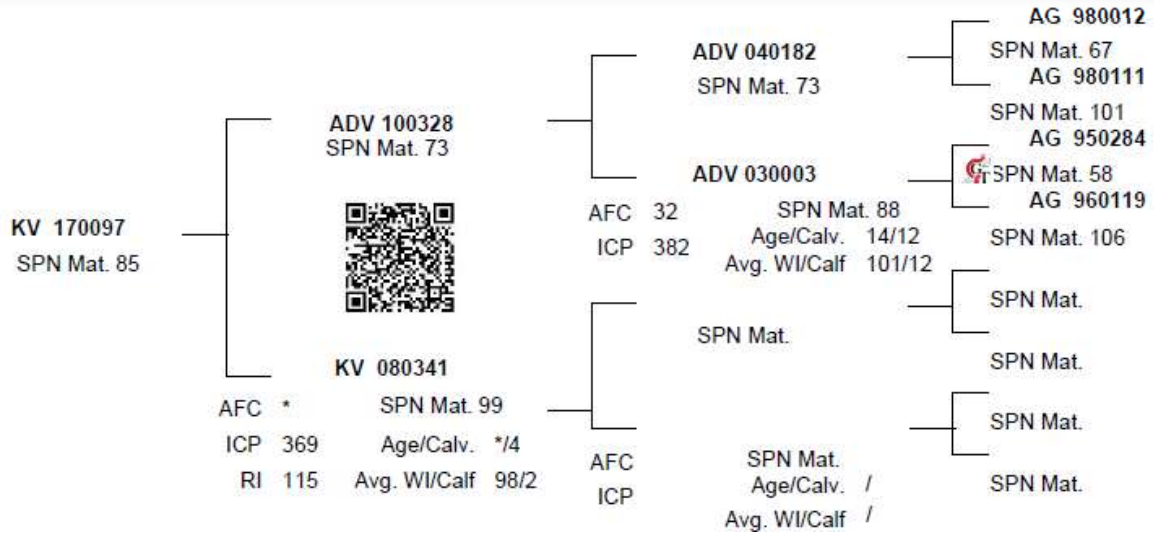 AG 980012
ADV 040182
SPN Mat. 67
SPN Mat. 73
AG 980111
SPN Mat. 101
ADV 100328
SPN Mat. 73
AG 950284
ADV 030003
SPN Mat. 58
AFC 32 SPN Mat. 88
AG 960119
ICP 382 Age/Calv. 14/12
Avg. WI/Calf 101/12
SPN Mat. 106
KV 170097
SPN Mat. 85
SPN Mat.
SPN Mat.
SPN Mat.
KV 080341
AFC * SPN Mat. 99
SPN Mat.
ICP 369 Age/Calv. */4
AFC SPN Mat.
RI 115 Avg. WI/Calf 98/2
ICP Age/Calv. /
SPN Mat.
Avg. WI/Calf /